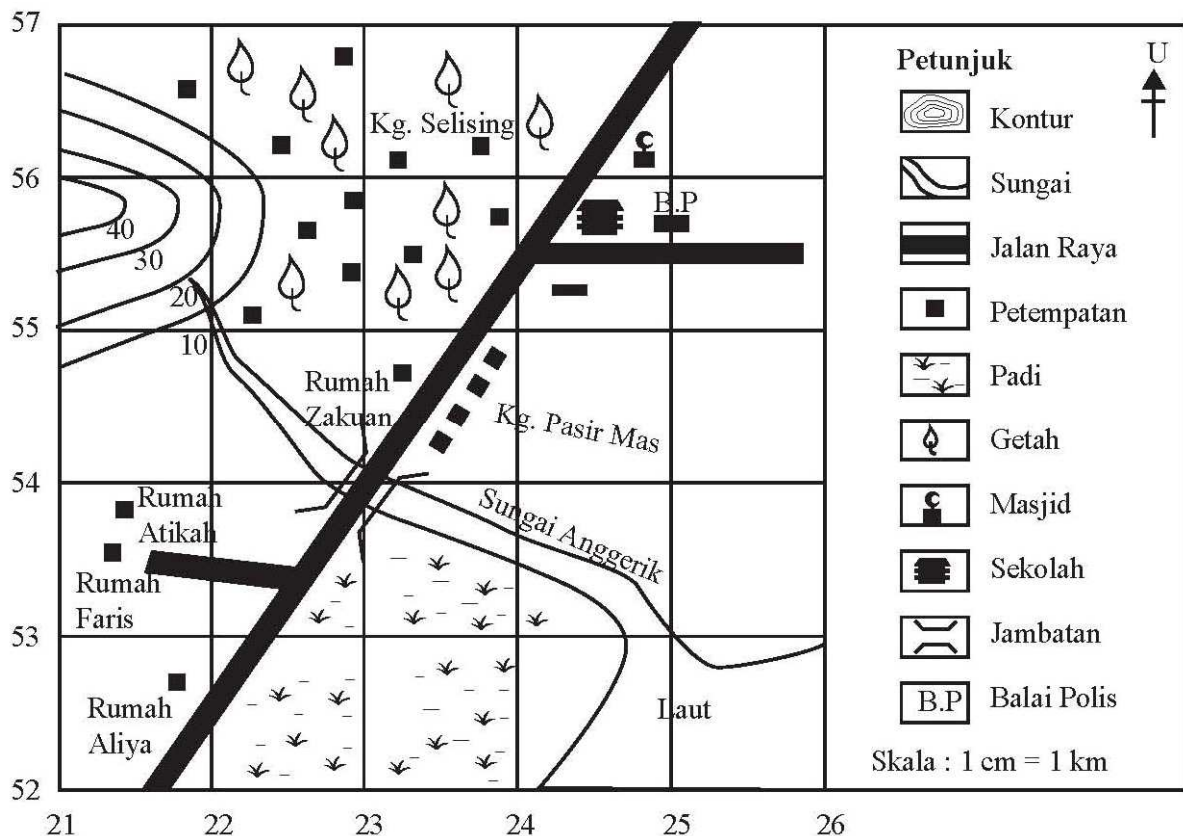 57
56
55
54
53
52
21
22
23
24
25
26
Kg. Selising
B.P
40
30
20
10
Rumah
Zakuan
Kg. Pasir Mas
Rumah
Atikah
Sungai Anggerik
Rumah
Faris
Rumah
Aliya
Laut
Petunjuk
U
Kontur
Sungai
Jalan Raya
Petempatan
Padi
Getah
Masjid
Sekolah
Jambatan
B.P Balai Polis
Skala : 1 cm = 1 km